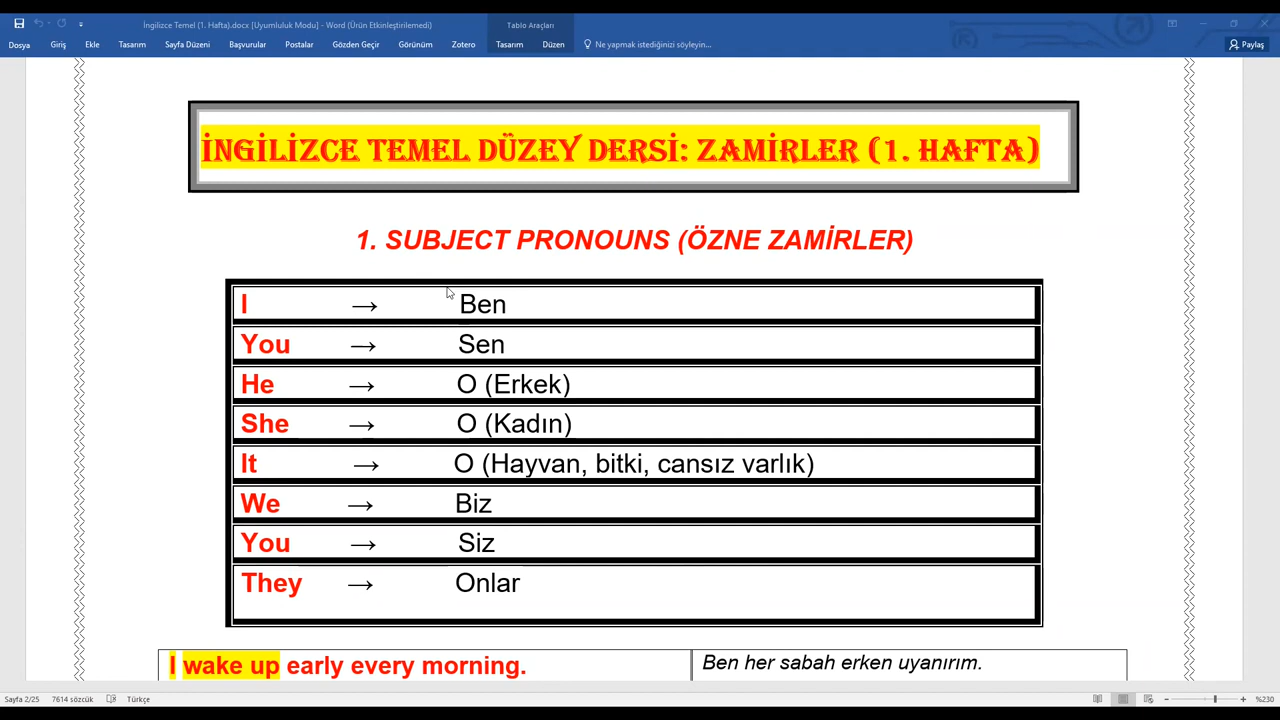 İngilizce Temel (1. Hafta).docx [Uyumluluk Modu] - Word (Ürün Etkinleştirilemedi)
Tablo Araçları
Dosya Giriş Ekle Tasarım Sayfa Düzeni Başvurular Postalar Gözden Geçir Görünüm Zotero Tasarım Düzen Ne yapmak istediğinizi söyleyin... Paylaş
İNGİLİZCE TEMEL DÜZEY DERSİ: ZAMİRLER (1. HAFTA)
1. SUBJECT PRONOUNS (ÖZNE ZAMİRLER)
I → Ben
You → Sen
He → O (Erkek)
She → O (Kadın)
It → O (Hayvan, bitki, cansız varlık)
We → Biz
You → Siz
They → Onlar
I wake up early every morning. Ben her sabah erken uyanırım.
Sayfa 2/25 7614 sözcük Türkçe %230